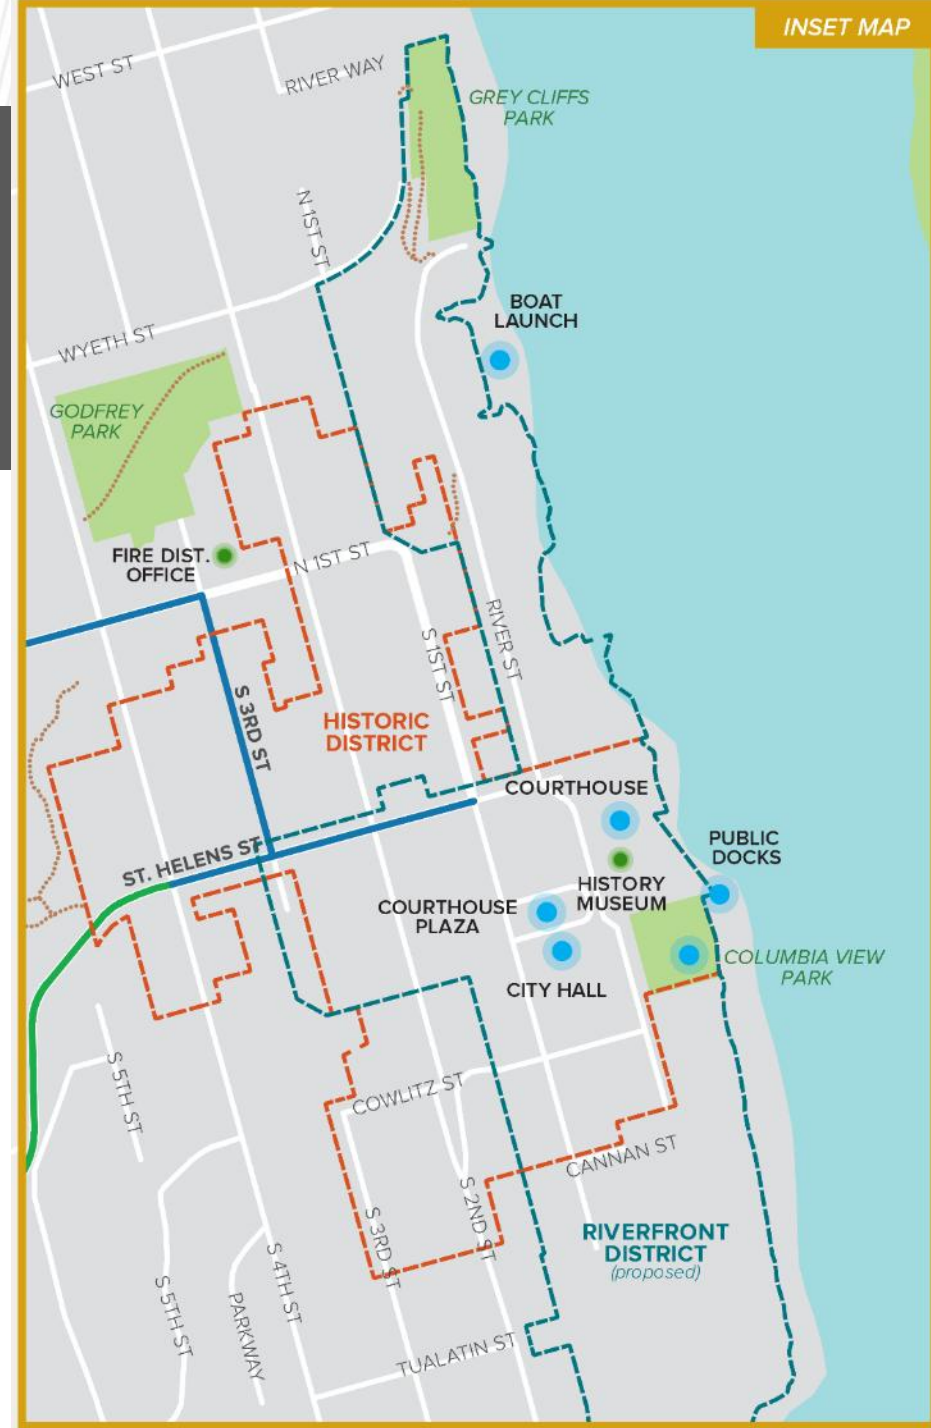 INSET MAP
WEST ST
RIVER WAY
GREY CLIFFS
PARK
N 1ST ST
BOAT
LAUNCH
WYETH ST
GODFREY
PARK
FIRE DIST.
OFFICE
N 1ST ST
RIVER ST
S 1ST ST
S 3RD ST
HISTORIC
DISTRICT
COURTHOUSE
ST. HELENS ST
PUBLIC
DOCKS
HISTORY
MUSEUM
COURTHOUSE
PLAZA
COLUMBIA VIEW
PARK
CITY HALL
S 5TH ST
COWLITZ ST
CANNAN ST
S 2ND ST
S 3RD ST
RIVERFRONT
DISTRICT
(proposed)
S 4TH ST
S 5TH ST
PARKWAY
TUALATIN ST